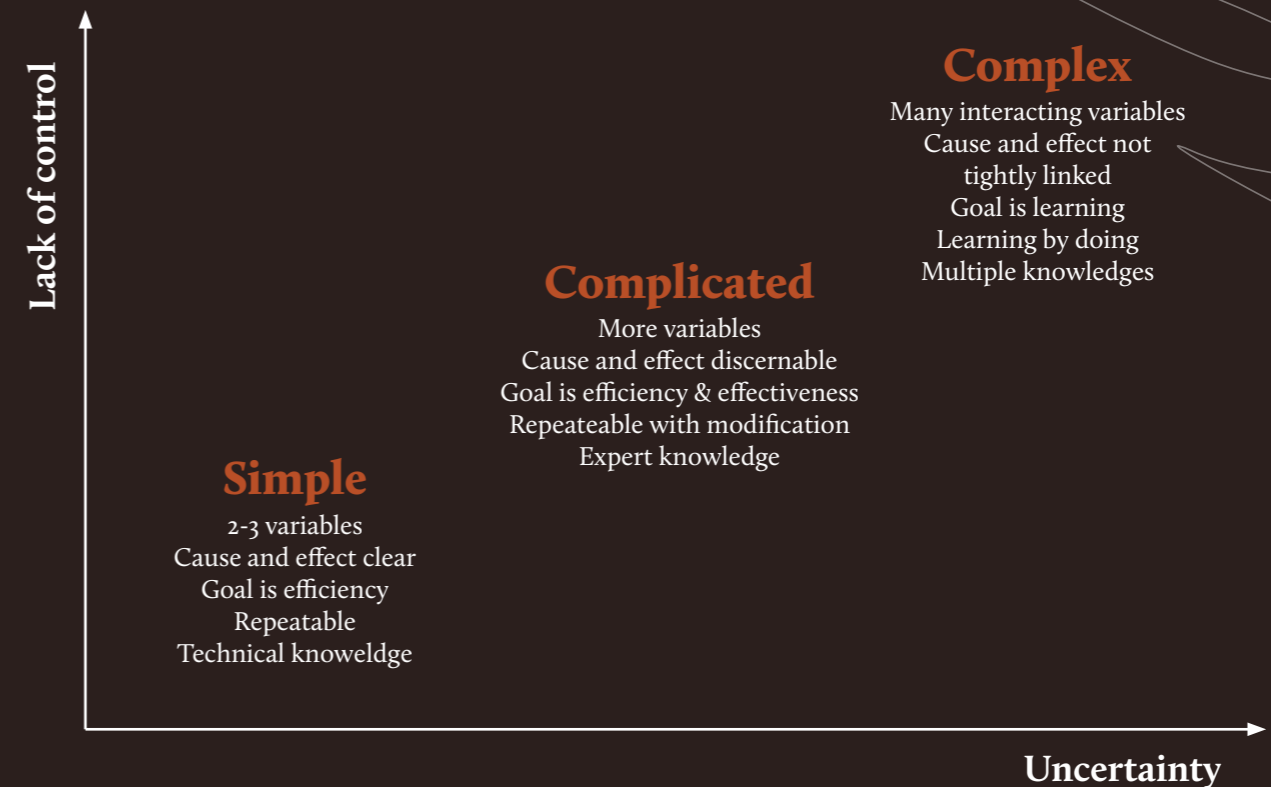 Lack of control
Complex
Many interacting variables
Cause and effect not
tightly linked
Goal is learning
Learning by doing
Multiple knowledges
Complicated
More variables
Cause and effect discernable
Goal is efficiency & effectiveness
Repeateable with modification
Expert knowledge
Simple
2-3 variables
Cause and effect clear
Goal is efficiency
Repeatable
Technical knoweldge
Uncertainty